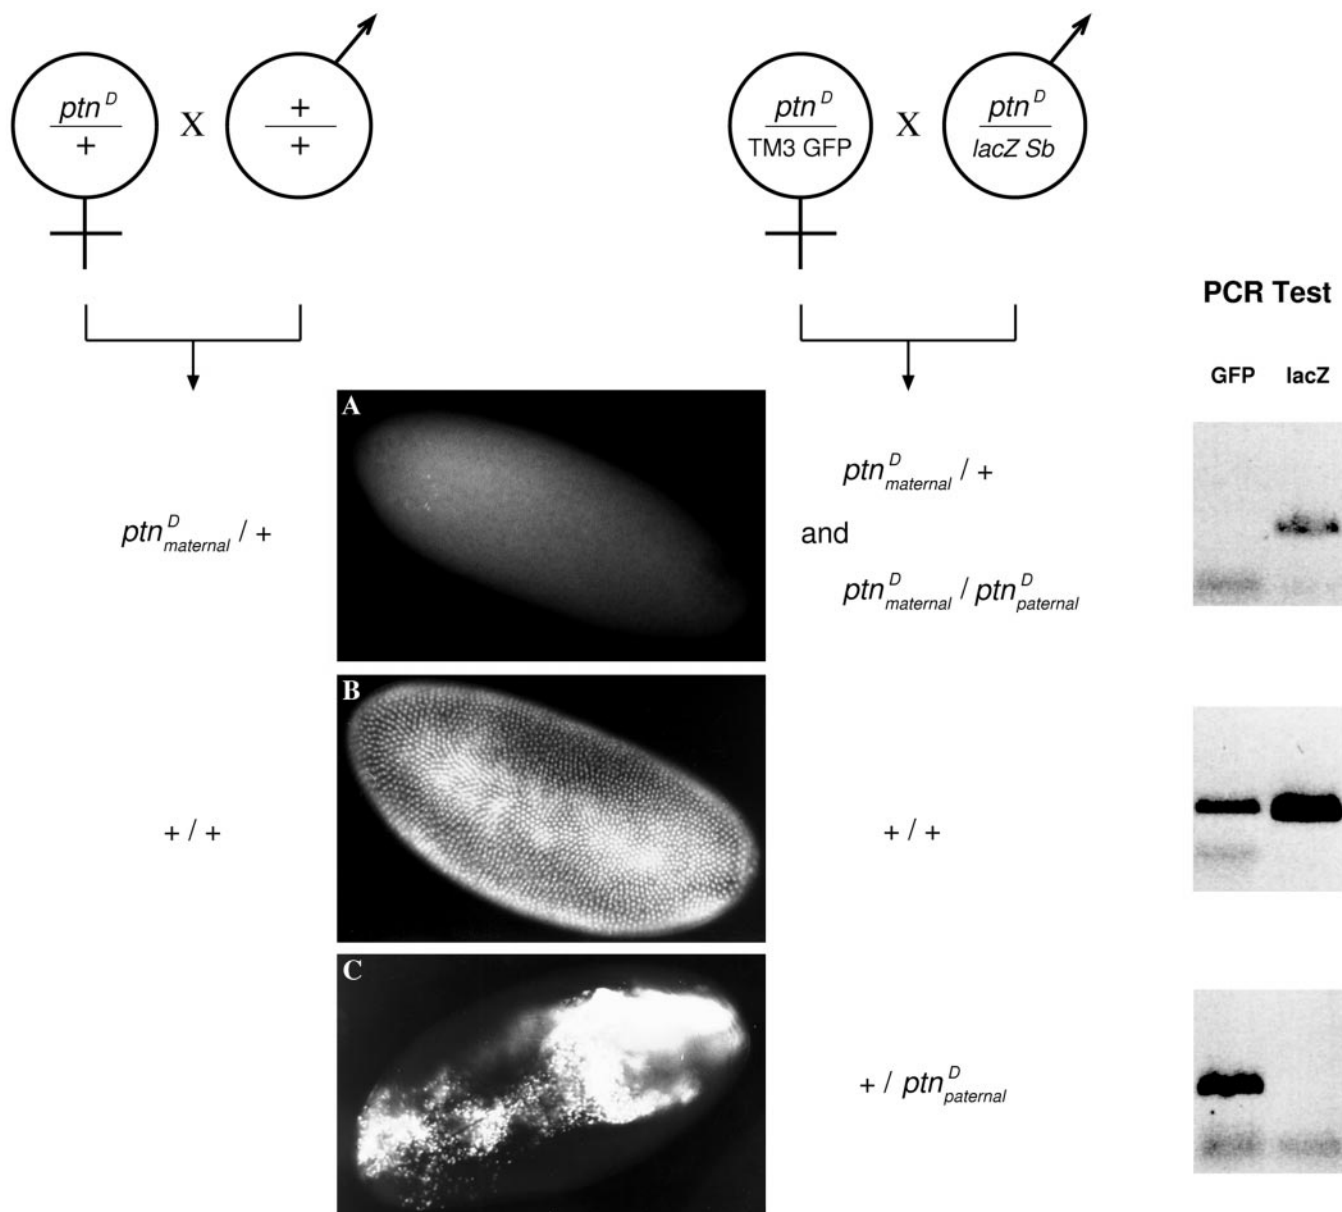 ptn^D / + X + / +
ptn^D / TM3 GFP X ptn^D / lacZ Sb
PCR Test
GFP lacZ
A
ptn^D_maternal / +
ptn^D_maternal / +
and
ptn^D_maternal / ptn^D_paternal
B
+ / +
+ / +
C
+ / ptn^D_paternal